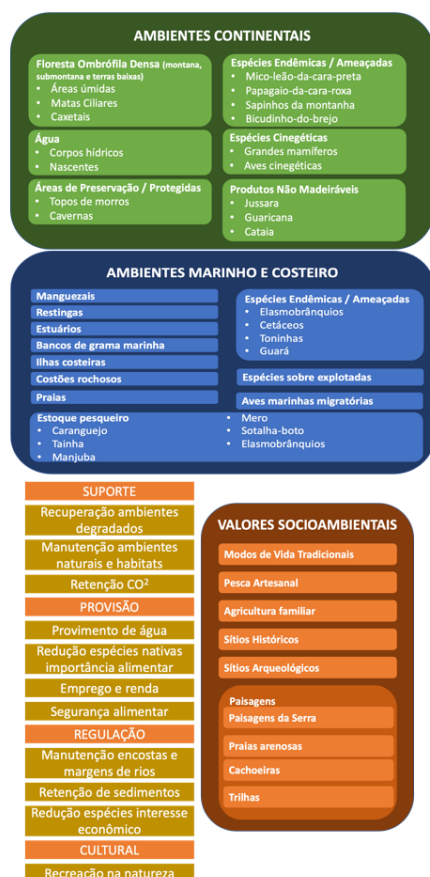 AMBIENTES CONTINENTAIS
Floresta Ombrófila Densa (montana,
submontana e terras baixas)
• Áreas úmidas
• Matas Ciliares
• Caxetais
Água
• Corpos hídricos
• Nascentes
Áreas de Preservação / Protegidas
• Topos de morros
• Cavernas
Espécies Endêmicas / Ameaçadas
• Mico-leão-da-cara-preta
• Papagaio-da-cara-roxa
• Sapinhos da montanha
• Bicudinho-do-brejo
Espécies Cinegéticas
• Grandes mamíferos
• Aves cinegéticas
Produtos Não Madeiráveis
• Jussara
• Guaricana
• Cataia
AMBIENTES MARINHO E COSTEIRO
Manguezais
Restingas
Estuários
Bancos de grama marinha
Ilhas costeiras
Costões rochosos
Praias
Espécies Endêmicas / Ameaçadas
• Elasmobrânquios
• Cetáceos
• Toninhas
• Guará
Espécies sobre explotadas
Aves marinhas migratórias
Estoque pesqueiro
• Caranguejo
• Tainha
• Manjuba
• Mero
• Sotalha-boto
• Elasmobrânquios
SUPORTE
Recuperação ambientes
degradados
Manutenção ambientes
naturais e habitats
Retenção CO²
PROVISÃO
Provimento de água
Redução espécies nativas
importância alimentar
Emprego e renda
Segurança alimentar
REGULAÇÃO
Manutenção encostas e
margens de rios
Retenção de sedimentos
Redução espécies interesse
econômico
CULTURAL
Recreação na natureza
VALORES SOCIOAMBIENTAIS
Modos de Vida Tradicionais
Pesca Artesanal
Agricultura familiar
Sítios Históricos
Sítios Arqueológicos
Paisagens
Paisagens da Serra
Praias arenosas
Cachoeiras
Trilhas